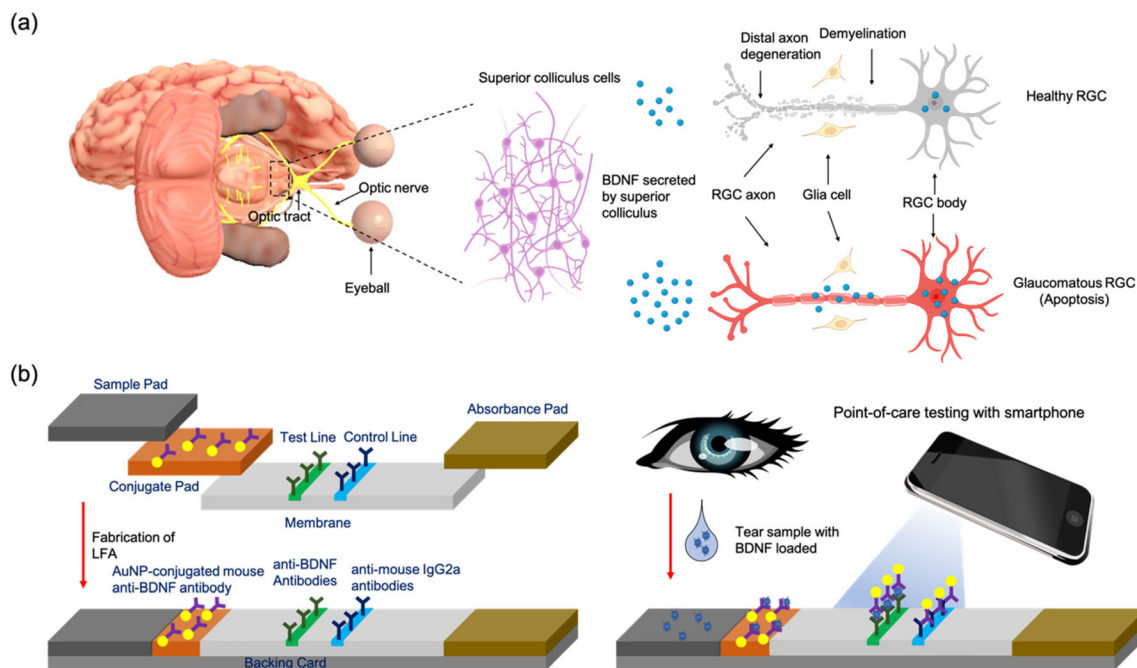 (a)
Superior colliculus cells
Optic nerve
Optic tract
Eyeball
BDNF secreted
by superior
colliculus
Distal axon
degeneration
Demyelination
Healthy RGC
RGC axon
Glia cell
RGC body
Glaucomatous RGC
(Apoptosis)
(b)
Sample Pad
Conjugate Pad
Test Line
Control Line
Absorbance Pad
Membrane
Fabrication of
LFA
AuNP-conjugated mouse
anti-BDNF antibody
anti-BDNF
Antibodies
anti-mouse IgG2a
antibodies
Backing Card
Point-of-care testing with smartphone
Tear sample with
BDNF loaded